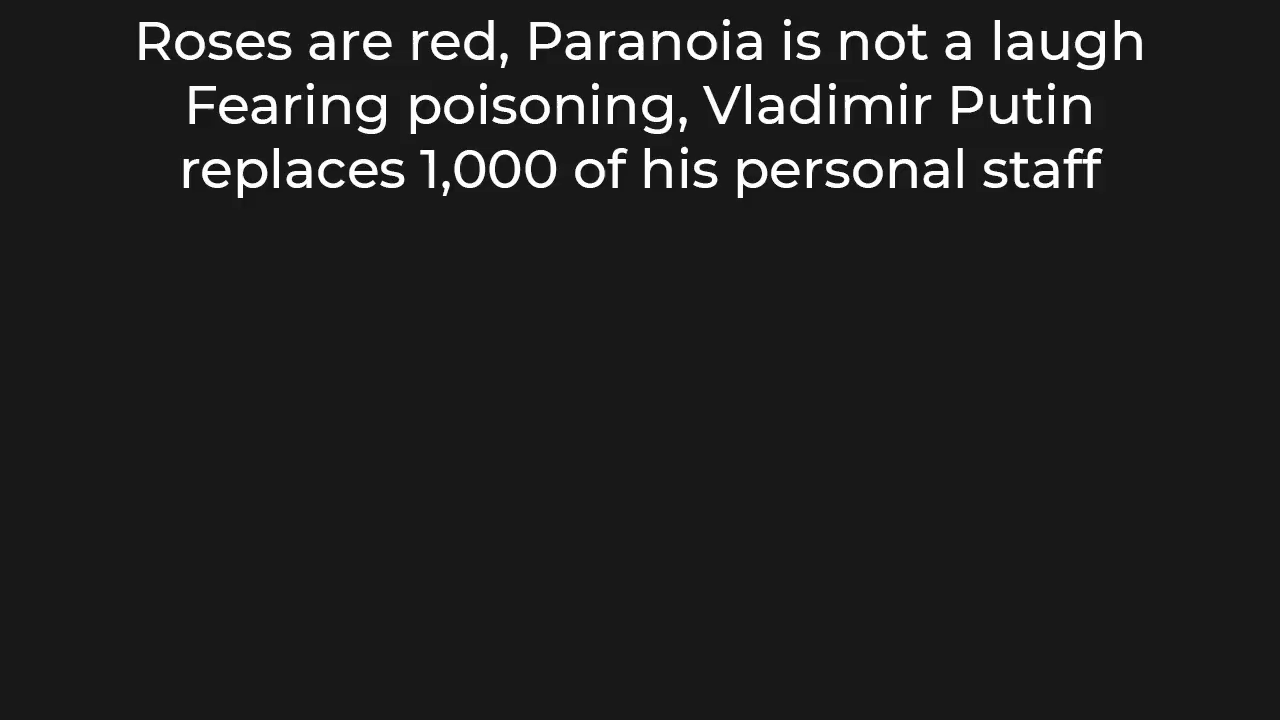 Roses are red, Paranoia is not a laugh
Fearing poisoning, Vladimir Putin
replaces 1,000 of his personal staff